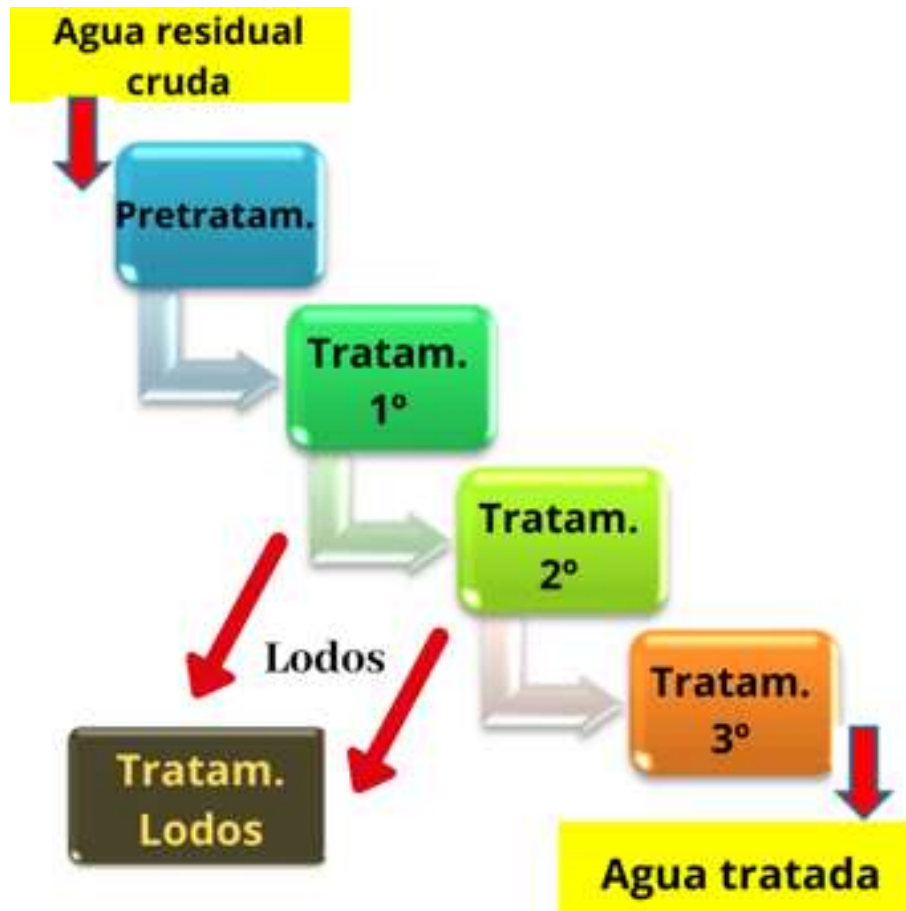 Agua residual
cruda
Pretratam.
Tratam.
1º
Tratam.
2º
Lodos
Tratam.
3º
Tratam.
Lodos
Agua tratada